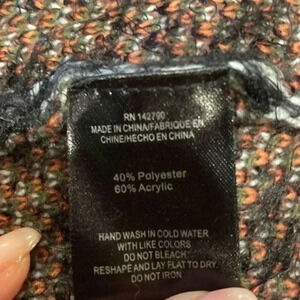 RN 142790
MADE IN CHINA/FABRIQUE EN
CHINE/HECHO EN CHINA
40% Polyester
60% Acrylic
HAND WASH IN COLD WATER
WITH LIKE COLORS
DO NOT BLEACH
RESHAPE AND LAY FLAT TO DRY.
DO NOT IRON